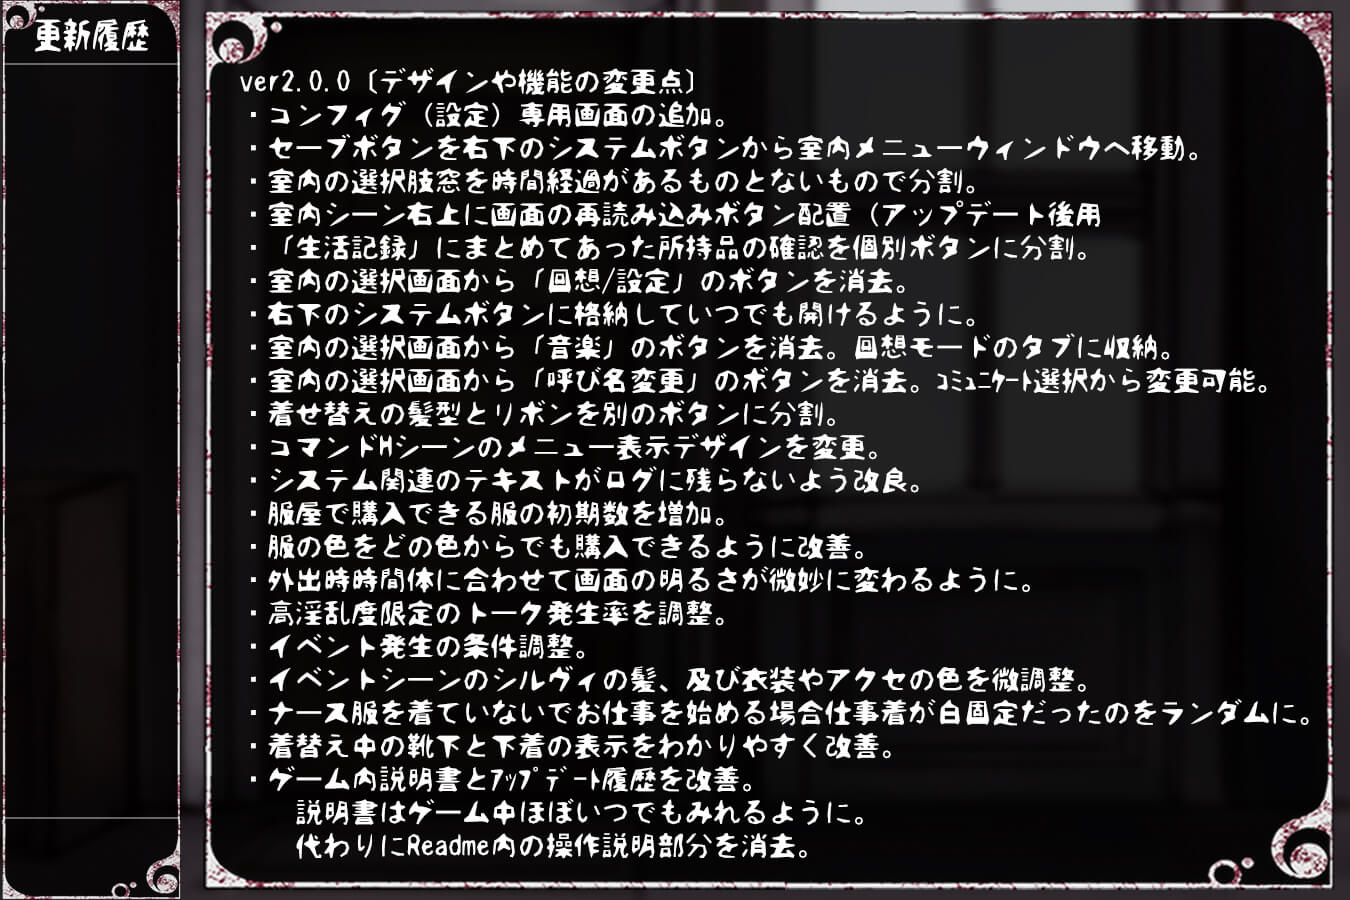 更新履歴
ver2.0.0〔デザインや機能の変更点〕
・コンフィグ（設定）専用画面の追加。
・セーブボタンを右下のシステムボタンから室内メニューウィンドウへ移動。
・室内の選択肢窓を時間経過があるものとないもので分割。
・室内シーン右上に画面の再読み込みボタン配置（アップデート後用
・「生活記録」にまとめてあった所持品の確認を個別ボタンに分割。
・室内の選択画面から「回想/設定」のボタンを消去。
・右下のシステムボタンに格納していつでも開けるように。
・室内の選択画面から「音楽」のボタンを消去。回想モードのタブに収納。
・室内の選択画面から「呼び名変更」のボタンを消去。ｺﾐｭﾆｹｰﾄ選択から変更可能。
・着せ替えの髪型とリボンを別のボタンに分割。
・コマンドHシーンのメニュー表示デザインを変更。
・システム関連のテキストがログに残らないよう改良。
・服屋で購入できる服の初期数を増加。
・服の色をどの色からでも購入できるように改善。
・外出時時間体に合わせて画面の明るさが微妙に変わるように。
・高淫乱度限定のトーク発生率を調整。
・イベント発生の条件調整。
・イベントシーンのシルヴィの髪、及び衣装やアクセの色を微調整。
・ナース服を着ていないでお仕事を始める場合仕事着が白固定だったのをランダムに。
・着替え中の靴下と下着の表示をわかりやすく改善。
・ゲーム内説明書とｱｯﾌﾟﾃﾞｰﾄ履歴を改善。
説明書はゲーム中ほぼいつでもみれるように。
代わりにReadme内の操作説明部分を消去。